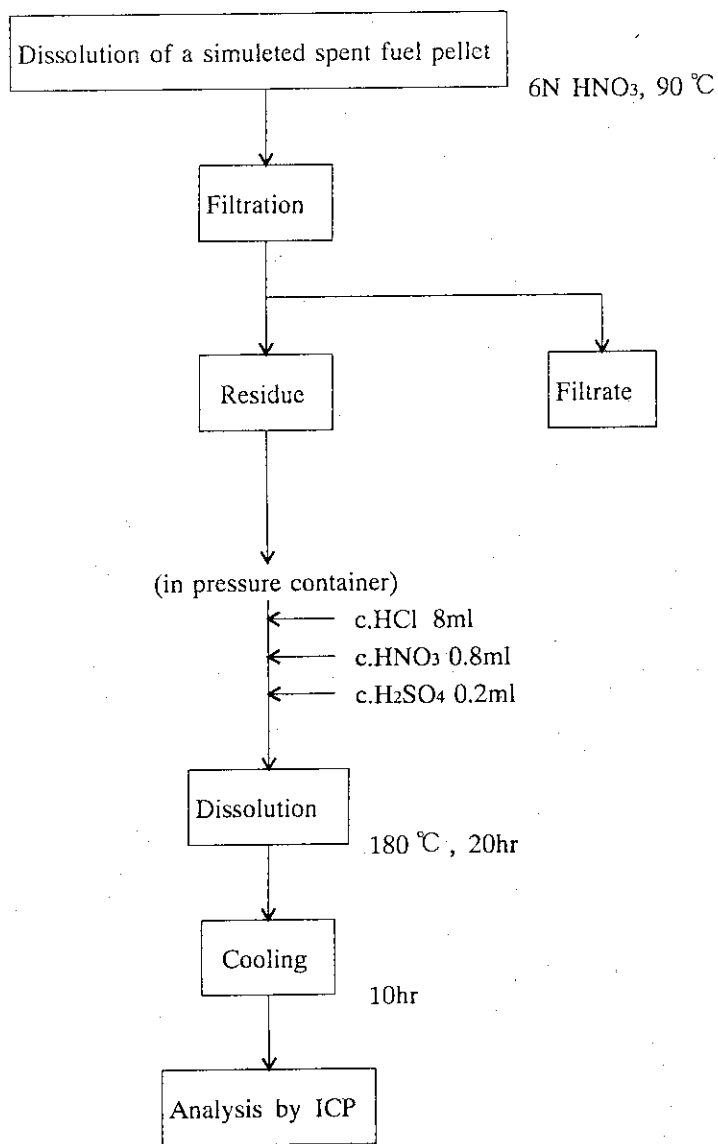 Dissolution of a simuleted spent fuel pellet
6N HNO3, 90 ℃
Filtration
Residue
Filtrate
(in pressure container)
c.HCl 8ml
c.HNO3 0.8ml
c.H2SO4 0.2ml
Dissolution
180 ℃ , 20hr
Cooling
10hr
Analysis by ICP